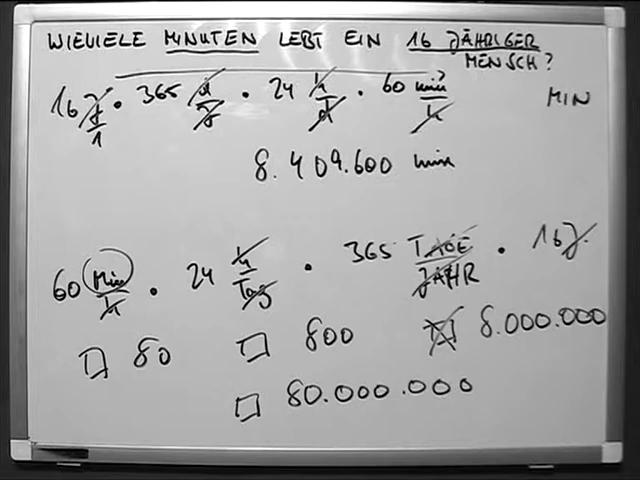 WIEVIELE MINUTEN LEBT EIN 16 JÄHRIGER
MENSCH?
16 J/1 · 365 d/J · 24 h/d · 60 min/h MIN
8.409.600 min
60 Min/h · 24 h/Tag · 365 TAGE/JAHR · 16 J.
□ 80 □ 800 ☒ 8.000.000
□ 80.000.000